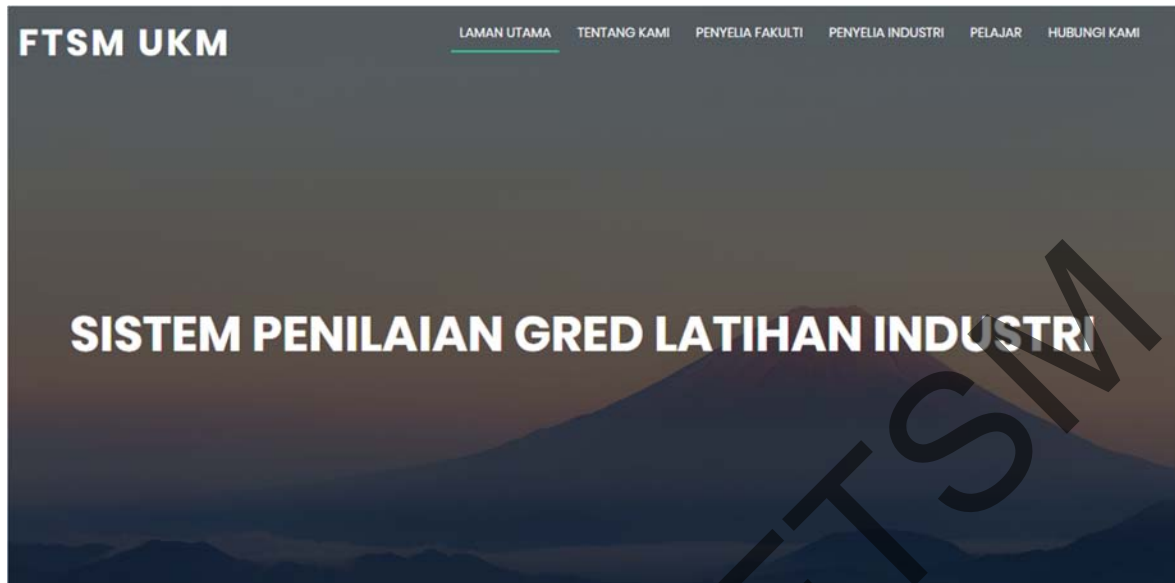 FTSM UKM
LAMAN UTAMA TENTANG KAMI PENYELIA FAKULTI PENYELIA INDUSTRI PELAJAR HUBUNGI KAMI
SISTEM PENILAIAN GRED LATIHAN INDUSTRI
FTSM